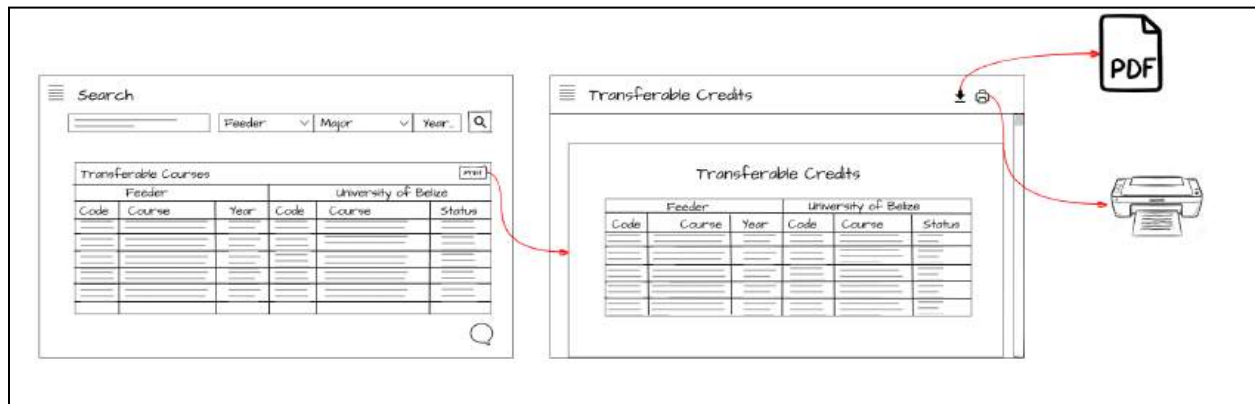 PDF
Search
Transferable Credits
Feeder Major Year..
Transferable Courses Print
Feeder University of Belize
Code Course Year Code Course Status
Transferable Credits
Feeder University of Belize
Code Course Year Code Course Status